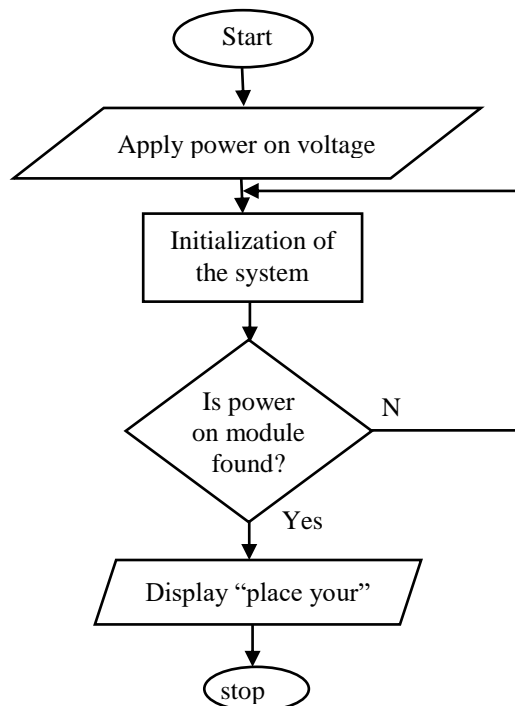 Start
Apply power on voltage
Initialization of
the system
Is power
on module
found?
N
Yes
Display “place your”
stop